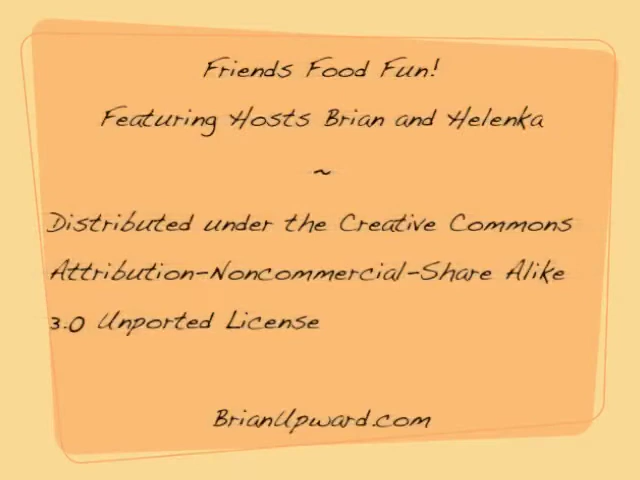 Friends Food Fun!
Featuring Hosts Brian and Helenka
~
Distributed under the Creative Commons
Attribution-Noncommercial-Share Alike
3.0 Unported License
BrianUpward.com